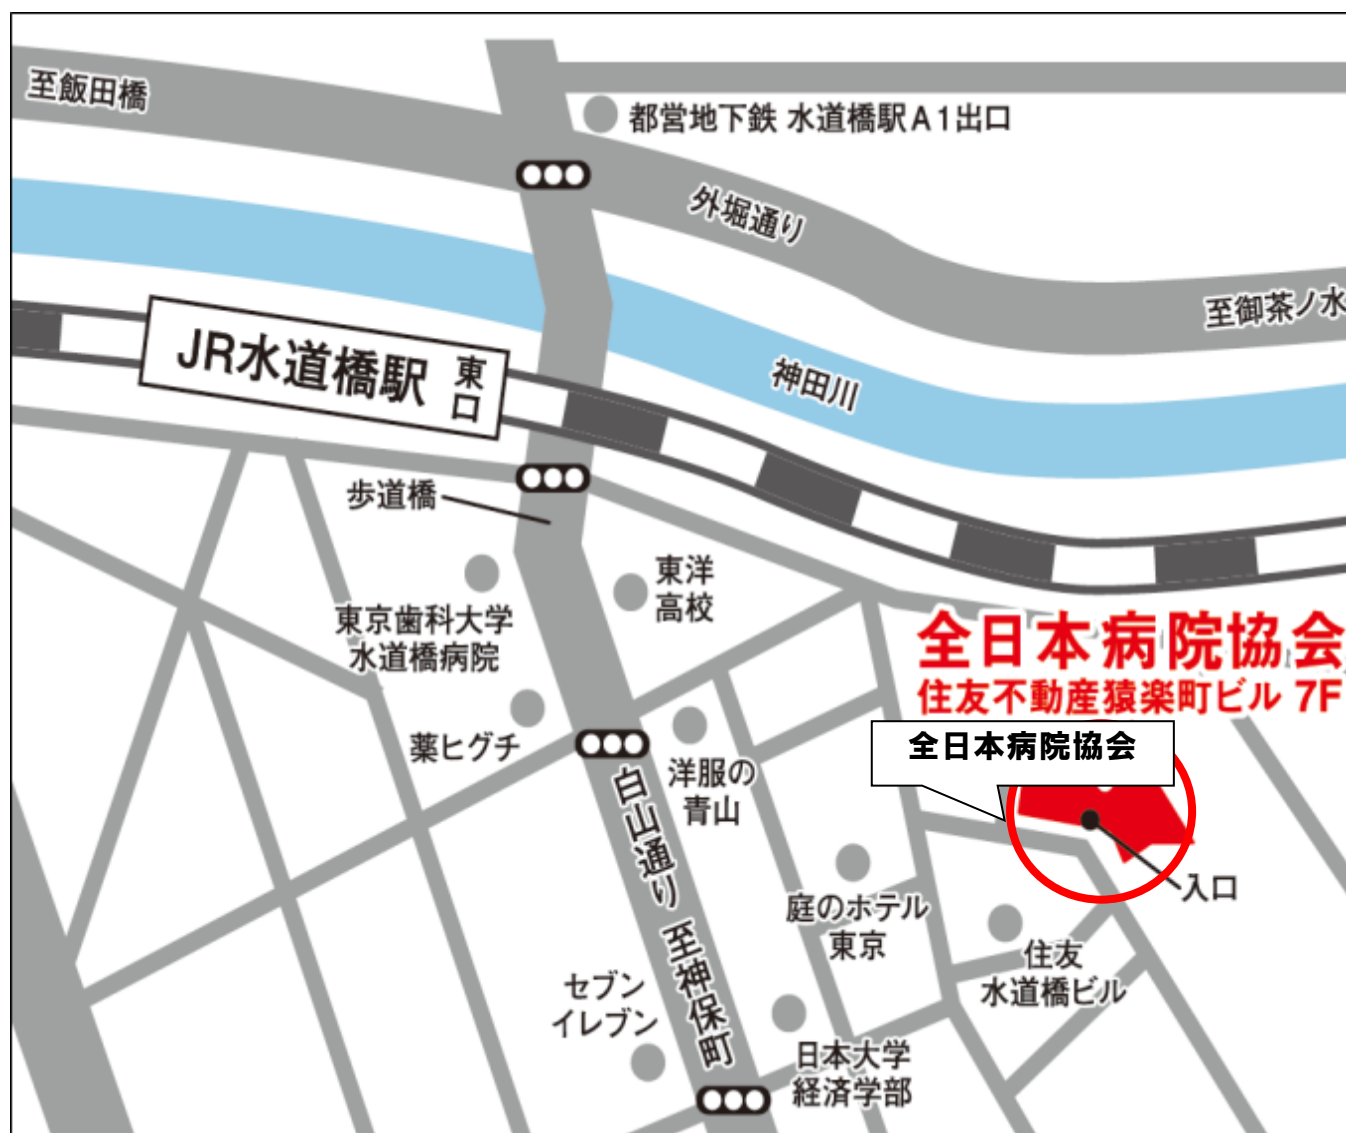 至飯田橋
都営地下鉄 水道橋駅A1出口
外堀通り
至御茶ノ水
JR水道橋駅
東口
神田川
歩道橋
東洋
高校
東京歯科大学
水道橋病院
全日本病院協会
住友不動産猿楽町ビル 7F
全日本病院協会
薬ヒグチ
洋服の
青山
白山通り 至神保町
入口
庭のホテル
東京
住友
水道橋ビル
セブン
イレブン
日本大学
経済学部